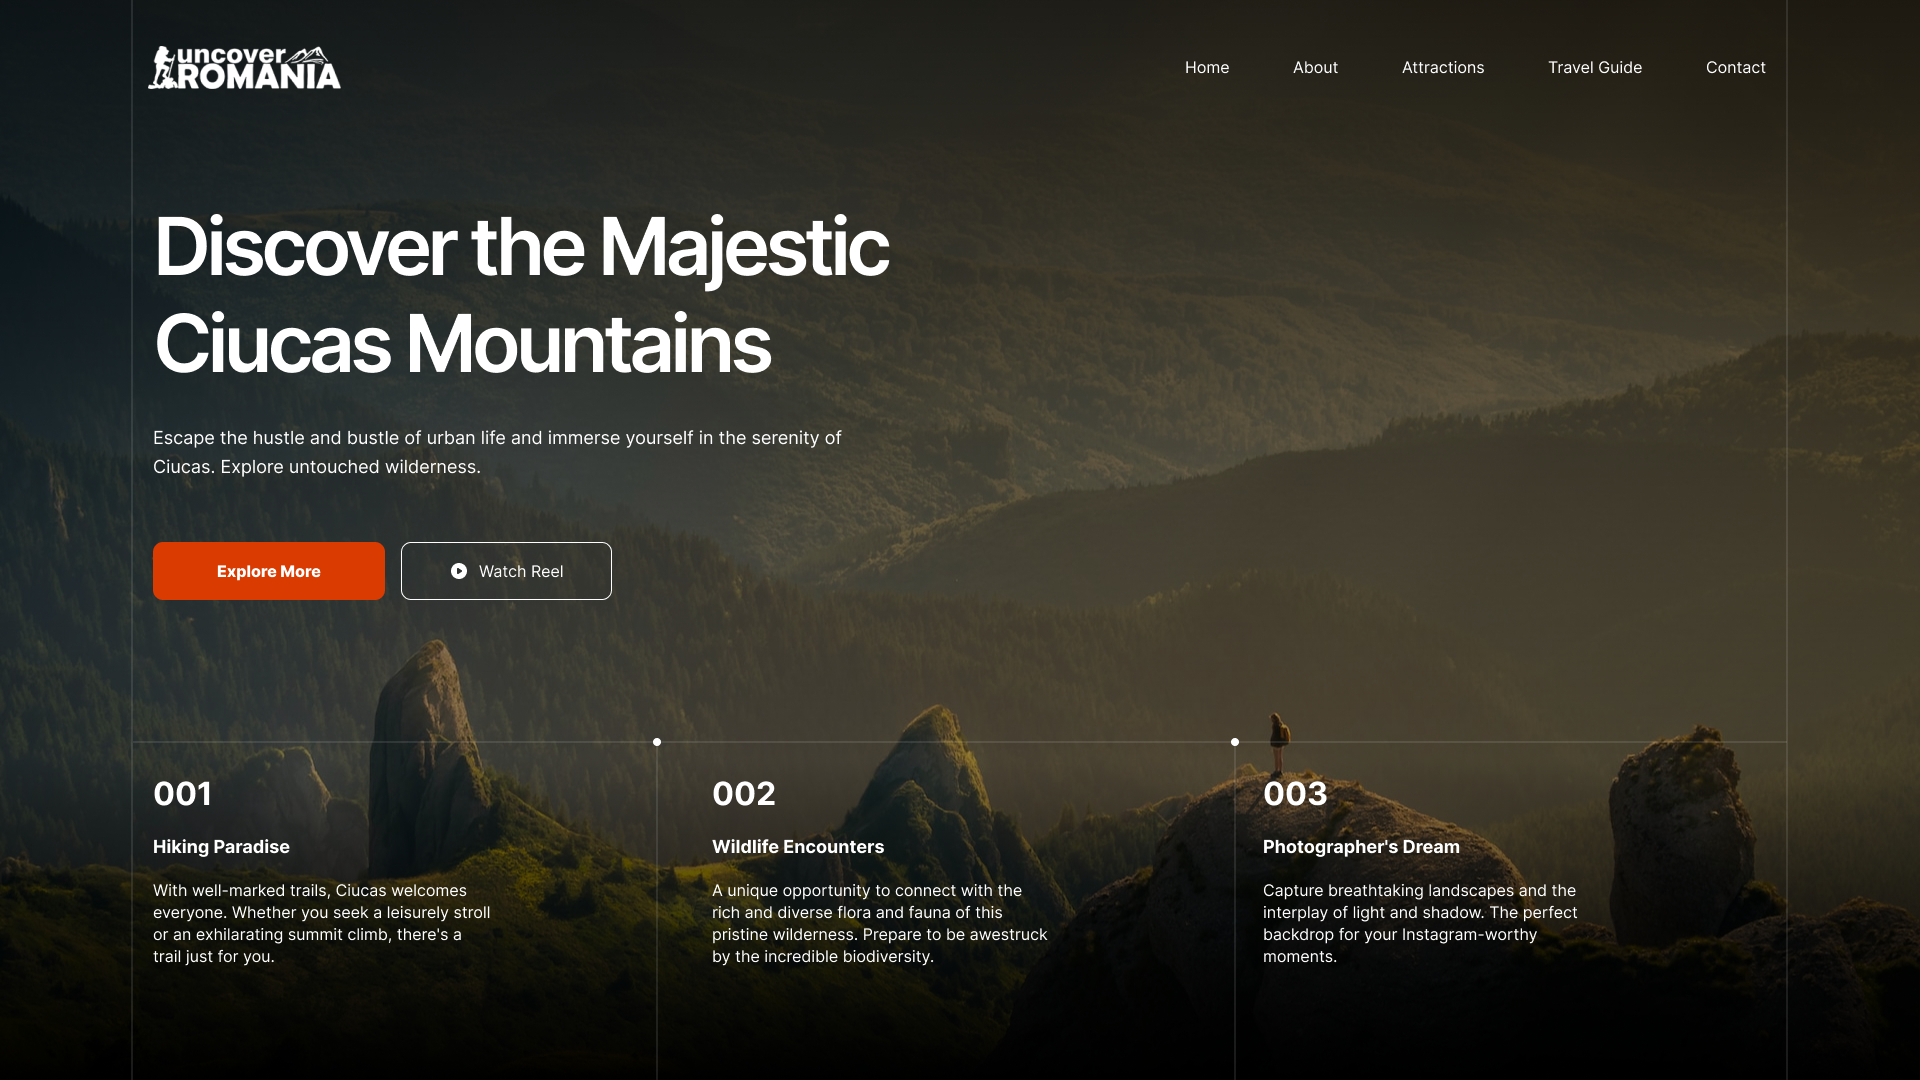 uncover
ROMANIA
Home
About
Attractions
Travel Guide
Contact
Discover the Majestic
Ciucas Mountains
Escape the hustle and bustle of urban life and immerse yourself in the serenity of
Ciucas. Explore untouched wilderness.
Explore More
Watch Reel
001
Hiking Paradise
With well-marked trails, Ciucas welcomes
everyone. Whether you seek a leisurely stroll
or an exhilarating summit climb, there's a
trail just for you.
002
Wildlife Encounters
A unique opportunity to connect with the
rich and diverse flora and fauna of this
pristine wilderness. Prepare to be awestruck
by the incredible biodiversity.
003
Photographer's Dream
Capture breathtaking landscapes and the
interplay of light and shadow. The perfect
backdrop for your Instagram-worthy
moments.